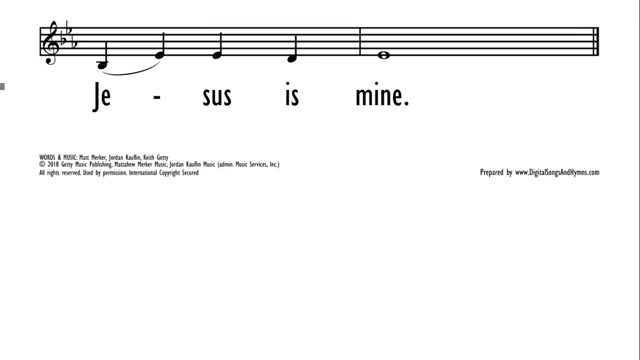 Je - sus is mine.
WORDS & MUSIC: Matt Merker, Jordan Kauflin, Keith Getty
© 2018 Getty Music Publishing, Mattahew Merker Music, Jordan Kauflin Music (admin. Music Services, Inc.)
All rights reserved. Used by permission. International Copyright Secured
Prepared by www.DigitalSongsAndHymns.com